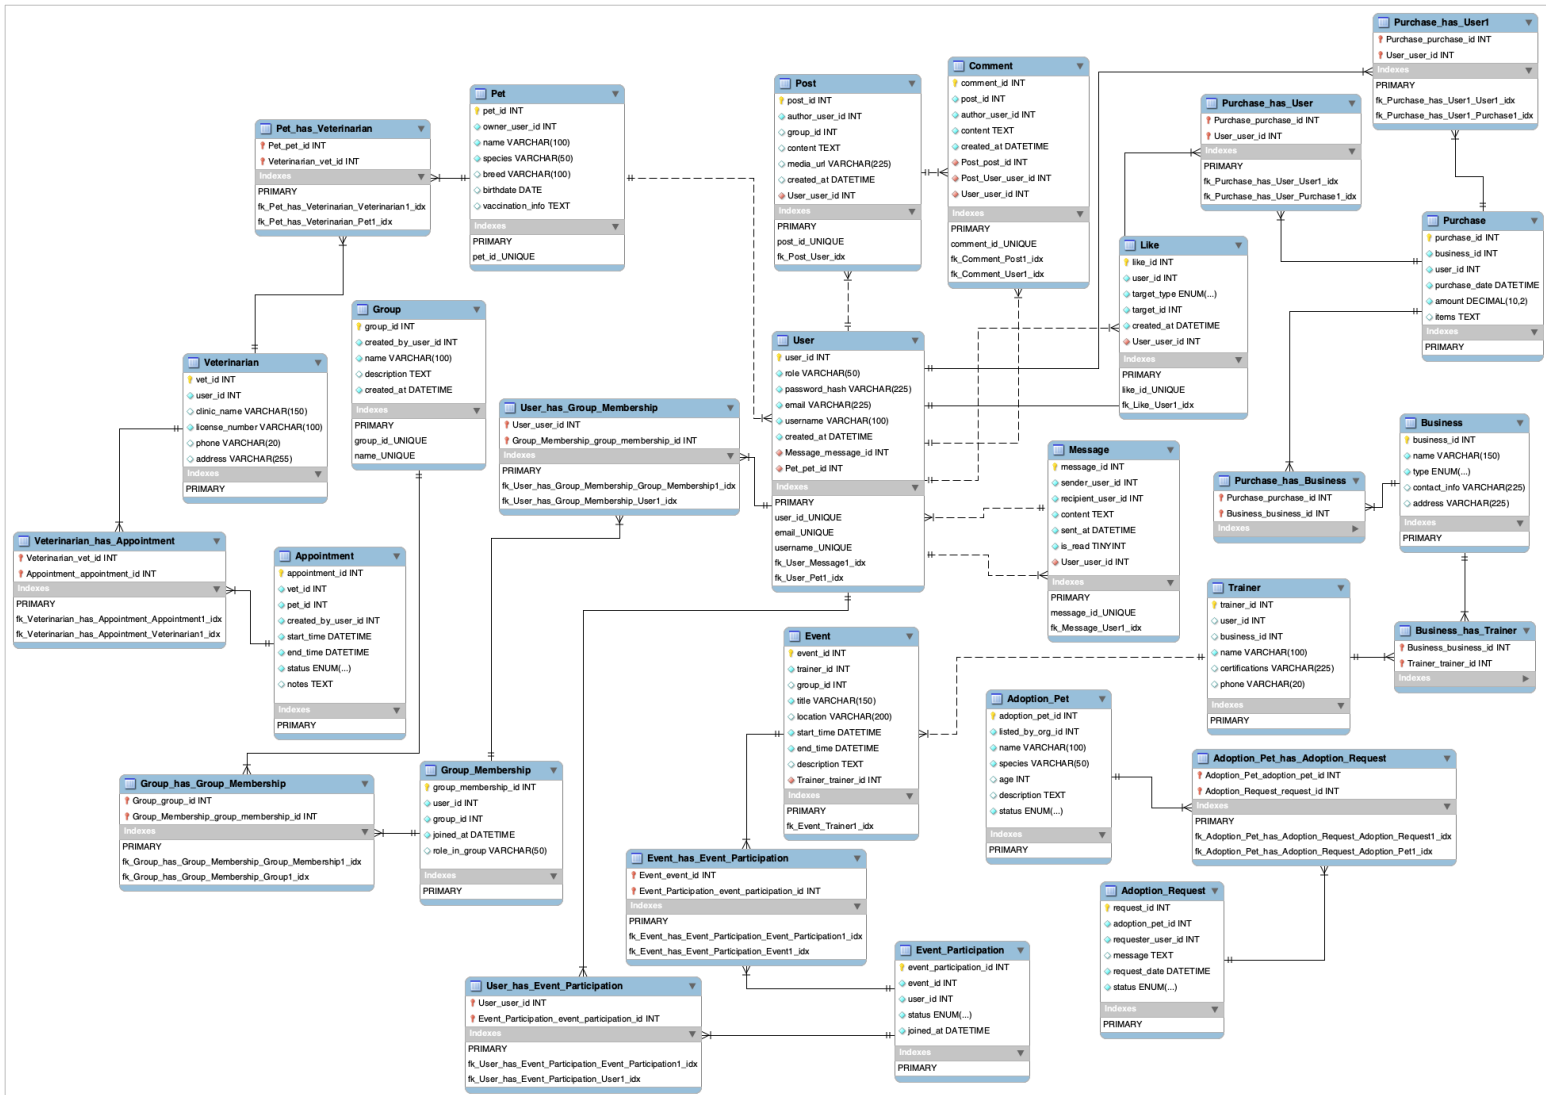 Purchase_has_User1
Purchase_purchase_id INT
User_user_id INT
Indexes
PRIMARY
fk_Purchase_has_User1_User1_idx
fk_Purchase_has_User1_Purchase1_idx
Comment
comment_id INT
post_id INT
author_user_id INT
content TEXT
created_at DATETIME
Post_post_id INT
Post_User_user_id INT
User_user_id INT
Indexes
PRIMARY
comment_id_UNIQUE
fk_Comment_Post1_idx
fk_Comment_User1_idx
Post
post_id INT
author_user_id INT
group_id INT
content TEXT
media_url VARCHAR(225)
created_at DATETIME
User_user_id INT
Indexes
PRIMARY
post_id_UNIQUE
fk_Post_User_idx
Pet
pet_id INT
owner_user_id INT
name VARCHAR(100)
species VARCHAR(50)
breed VARCHAR(100)
birthdate DATE
vaccination_info TEXT
Indexes
PRIMARY
pet_id_UNIQUE
Purchase_has_User
Purchase_purchase_id INT
User_user_id INT
Indexes
PRIMARY
fk_Purchase_has_User_User1_idx
fk_Purchase_has_User_Purchase1_idx
Pet_has_Veterinarian
Pet_pet_id INT
Veterinarian_vet_id INT
Indexes
PRIMARY
fk_Pet_has_Veterinarian_Veterinarian1_idx
fk_Pet_has_Veterinarian_Pet1_idx
Purchase
purchase_id INT
business_id INT
user_id INT
purchase_date DATETIME
amount DECIMAL(10,2)
items TEXT
Indexes
PRIMARY
Like
like_id INT
user_id INT
target_type ENUM(...)
target_id INT
created_at DATETIME
User_user_id INT
Indexes
PRIMARY
like_id_UNIQUE
fk_Like_User1_idx
Group
group_id INT
created_by_user_id INT
name VARCHAR(100)
description TEXT
created_at DATETIME
Indexes
PRIMARY
group_id_UNIQUE
name_UNIQUE
User
user_id INT
role VARCHAR(50)
password_hash VARCHAR(225)
email VARCHAR(225)
username VARCHAR(100)
created_at DATETIME
Message_message_id INT
Pet_pet_id INT
Indexes
PRIMARY
user_id_UNIQUE
email_UNIQUE
username_UNIQUE
fk_User_Message1_idx
fk_User_Pet1_idx
Veterinarian
vet_id INT
user_id INT
clinic_name VARCHAR(150)
license_number VARCHAR(100)
phone VARCHAR(20)
address VARCHAR(255)
Indexes
PRIMARY
User_has_Group_Membership
User_user_id INT
Group_Membership_group_membership_id INT
Indexes
PRIMARY
fk_User_has_Group_Membership_Group_Membership1_idx
fk_User_has_Group_Membership_User1_idx
Business
business_id INT
name VARCHAR(150)
type ENUM(...)
contact_info VARCHAR(225)
address VARCHAR(225)
Indexes
PRIMARY
Message
message_id INT
sender_user_id INT
recipient_user_id INT
content TEXT
sent_at DATETIME
is_read TINYINT
User_user_id INT
Indexes
PRIMARY
message_id_UNIQUE
fk_Message_User1_idx
Purchase_has_Business
Purchase_purchase_id INT
Business_business_id INT
Indexes
Veterinarian_has_Appointment
Veterinarian_vet_id INT
Appointment_appointment_id INT
Indexes
PRIMARY
fk_Veterinarian_has_Appointment_Appointment1_idx
fk_Veterinarian_has_Appointment_Veterinarian1_idx
Appointment
appointment_id INT
vet_id INT
pet_id INT
created_by_user_id INT
start_time DATETIME
end_time DATETIME
status ENUM(...)
notes TEXT
Indexes
PRIMARY
Trainer
trainer_id INT
user_id INT
business_id INT
name VARCHAR(100)
certifications VARCHAR(225)
phone VARCHAR(20)
Indexes
PRIMARY
Business_has_Trainer
Business_business_id INT
Trainer_trainer_id INT
Indexes
Event
event_id INT
trainer_id INT
group_id INT
title VARCHAR(150)
location VARCHAR(200)
start_time DATETIME
end_time DATETIME
description TEXT
Trainer_trainer_id INT
Indexes
PRIMARY
fk_Event_Trainer1_idx
Adoption_Pet
adoption_pet_id INT
listed_by_org_id INT
name VARCHAR(100)
species VARCHAR(50)
age INT
description TEXT
status ENUM(...)
Indexes
PRIMARY
Adoption_Pet_has_Adoption_Request
Adoption_Pet_adoption_pet_id INT
Adoption_Request_request_id INT
Indexes
PRIMARY
fk_Adoption_Pet_has_Adoption_Request_Adoption_Request1_idx
fk_Adoption_Pet_has_Adoption_Request_Adoption_Pet1_idx
Group_has_Group_Membership
Group_group_id INT
Group_Membership_group_membership_id INT
Indexes
PRIMARY
fk_Group_has_Group_Membership_Group_Membership1_idx
fk_Group_has_Group_Membership_Group1_idx
Group_Membership
group_membership_id INT
user_id INT
group_id INT
joined_at DATETIME
role_in_group VARCHAR(50)
Indexes
PRIMARY
Event_has_Event_Participation
Event_event_id INT
Event_Participation_event_participation_id INT
Indexes
PRIMARY
fk_Event_has_Event_Participation_Event_Participation1_idx
fk_Event_has_Event_Participation_Event1_idx
Adoption_Request
request_id INT
adoption_pet_id INT
requester_user_id INT
message TEXT
request_date DATETIME
status ENUM(...)
Indexes
PRIMARY
Event_Participation
event_participation_id INT
event_id INT
user_id INT
status ENUM(...)
joined_at DATETIME
Indexes
PRIMARY
User_has_Event_Participation
User_user_id INT
Event_Participation_event_participation_id INT
Indexes
PRIMARY
fk_User_has_Event_Participation_Event_Participation1_idx
fk_User_has_Event_Participation_User1_idx